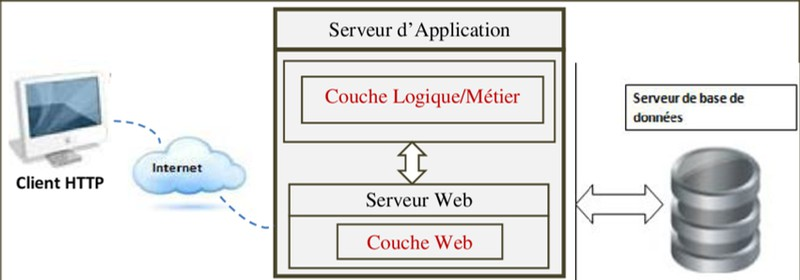 Serveur d'Application
Couche Logique/Métier
Serveur de base de
données
Internet
Client HTTP
Serveur Web
Couche Web